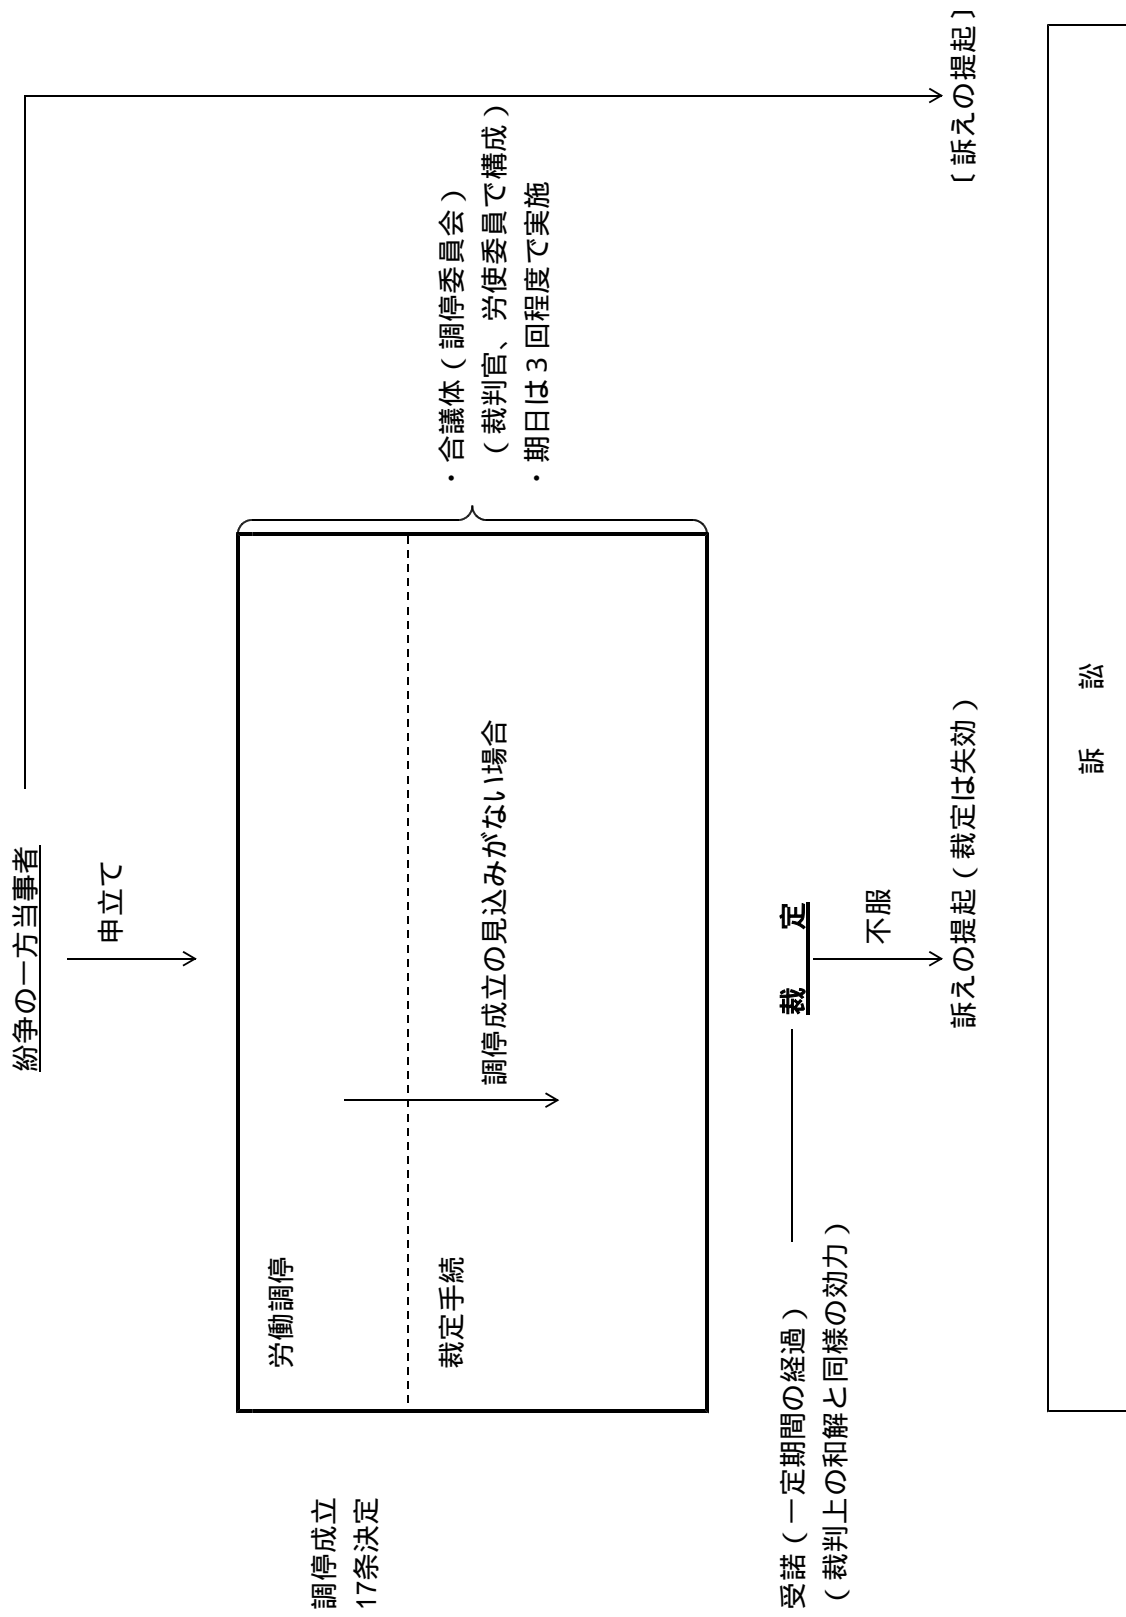 紛争の一方当事者
申立て
労働調停
調停成立
17条決定
裁定手続
調停成立の見込みがない場合
・合議体(調停委員会)
(裁判官、労使委員で構成)
・期日は3回程度で実施
裁　定
受諾(一定期間の経過)
(裁判上の和解と同様の効力)
不服
訴えの提起(裁定は失効)
〔訴えの提起〕
訴　訟